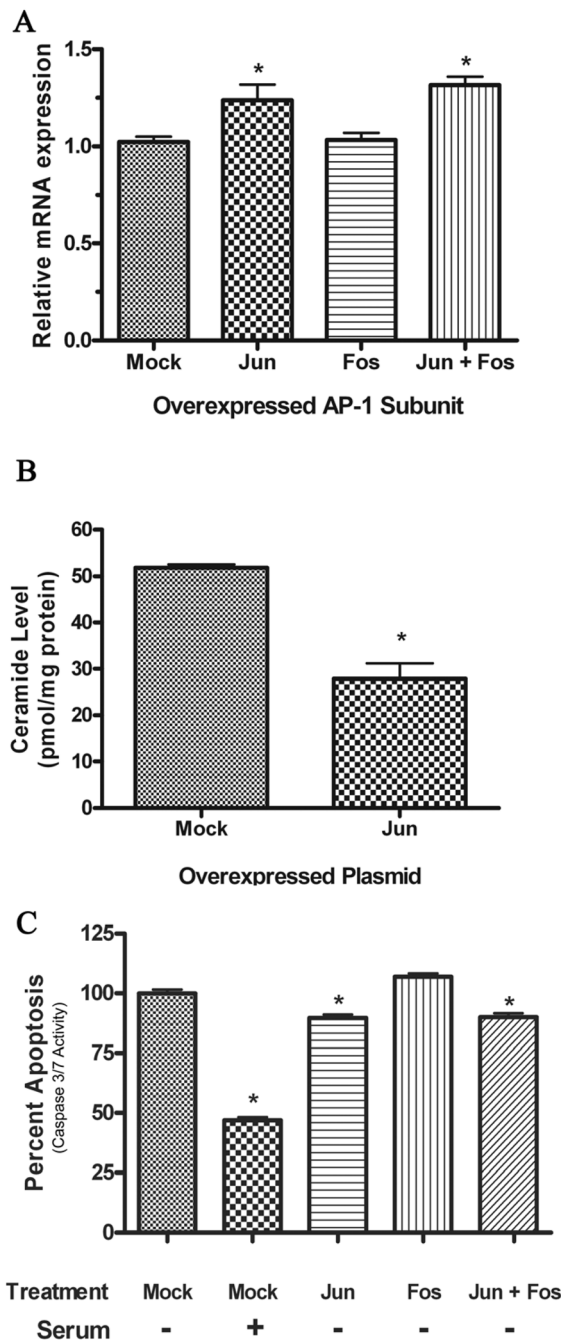 A
Relative mRNA expression
1.5
1.0
0.5
0.0
* *
Mock Jun Fos Jun + Fos
Overexpressed AP-1 Subunit
B
Ceramide Level
(pmol/mg protein)
60
50
40
30
20
10
0
*
Mock Jun
Overexpressed Plasmid
C
Percent Apoptosis
(Caspase 3/7 Activity)
125
100
75
50
25
0
* * *
Treatment Mock Mock Jun Fos Jun + Fos
Serum - + - - -